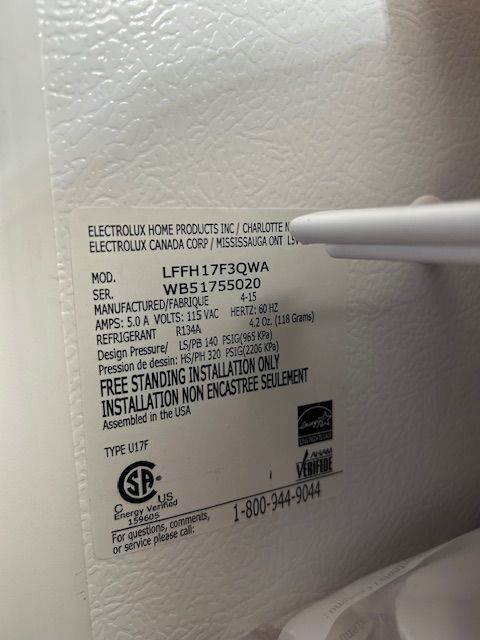 ELECTROLUX HOME PRODUCTS INC / CHARLOTTE
ELECTROLUX CANADA CORP / MISSISSAUGA ONT
MOD. LFFH17F3QWA
SER. WB51755020
MANUFACTURED/FABRIQUE 4-15
AMPS: 5.0 A VOLTS: 115 VAC HERTZ: 60 HZ
REFRIGERANT R134A 4.2 Oz. (118 Grams)
Design Pressure/ LS/PB 140 PSIG(965 KPa)
Pression de dessin: HS/PH 320 PSIG(2206 KPa)
FREE STANDING INSTALLATION ONLY
INSTALLATION NON ENCASTREE SEULEMENT
Assembled in the USA
TYPE U17F
energy
ENERGY STAR
AHAM
VERIFIDE
CSA®
C US
Energy Verified
159605
For questions, comments,
or service please call: 1-800-944-9044